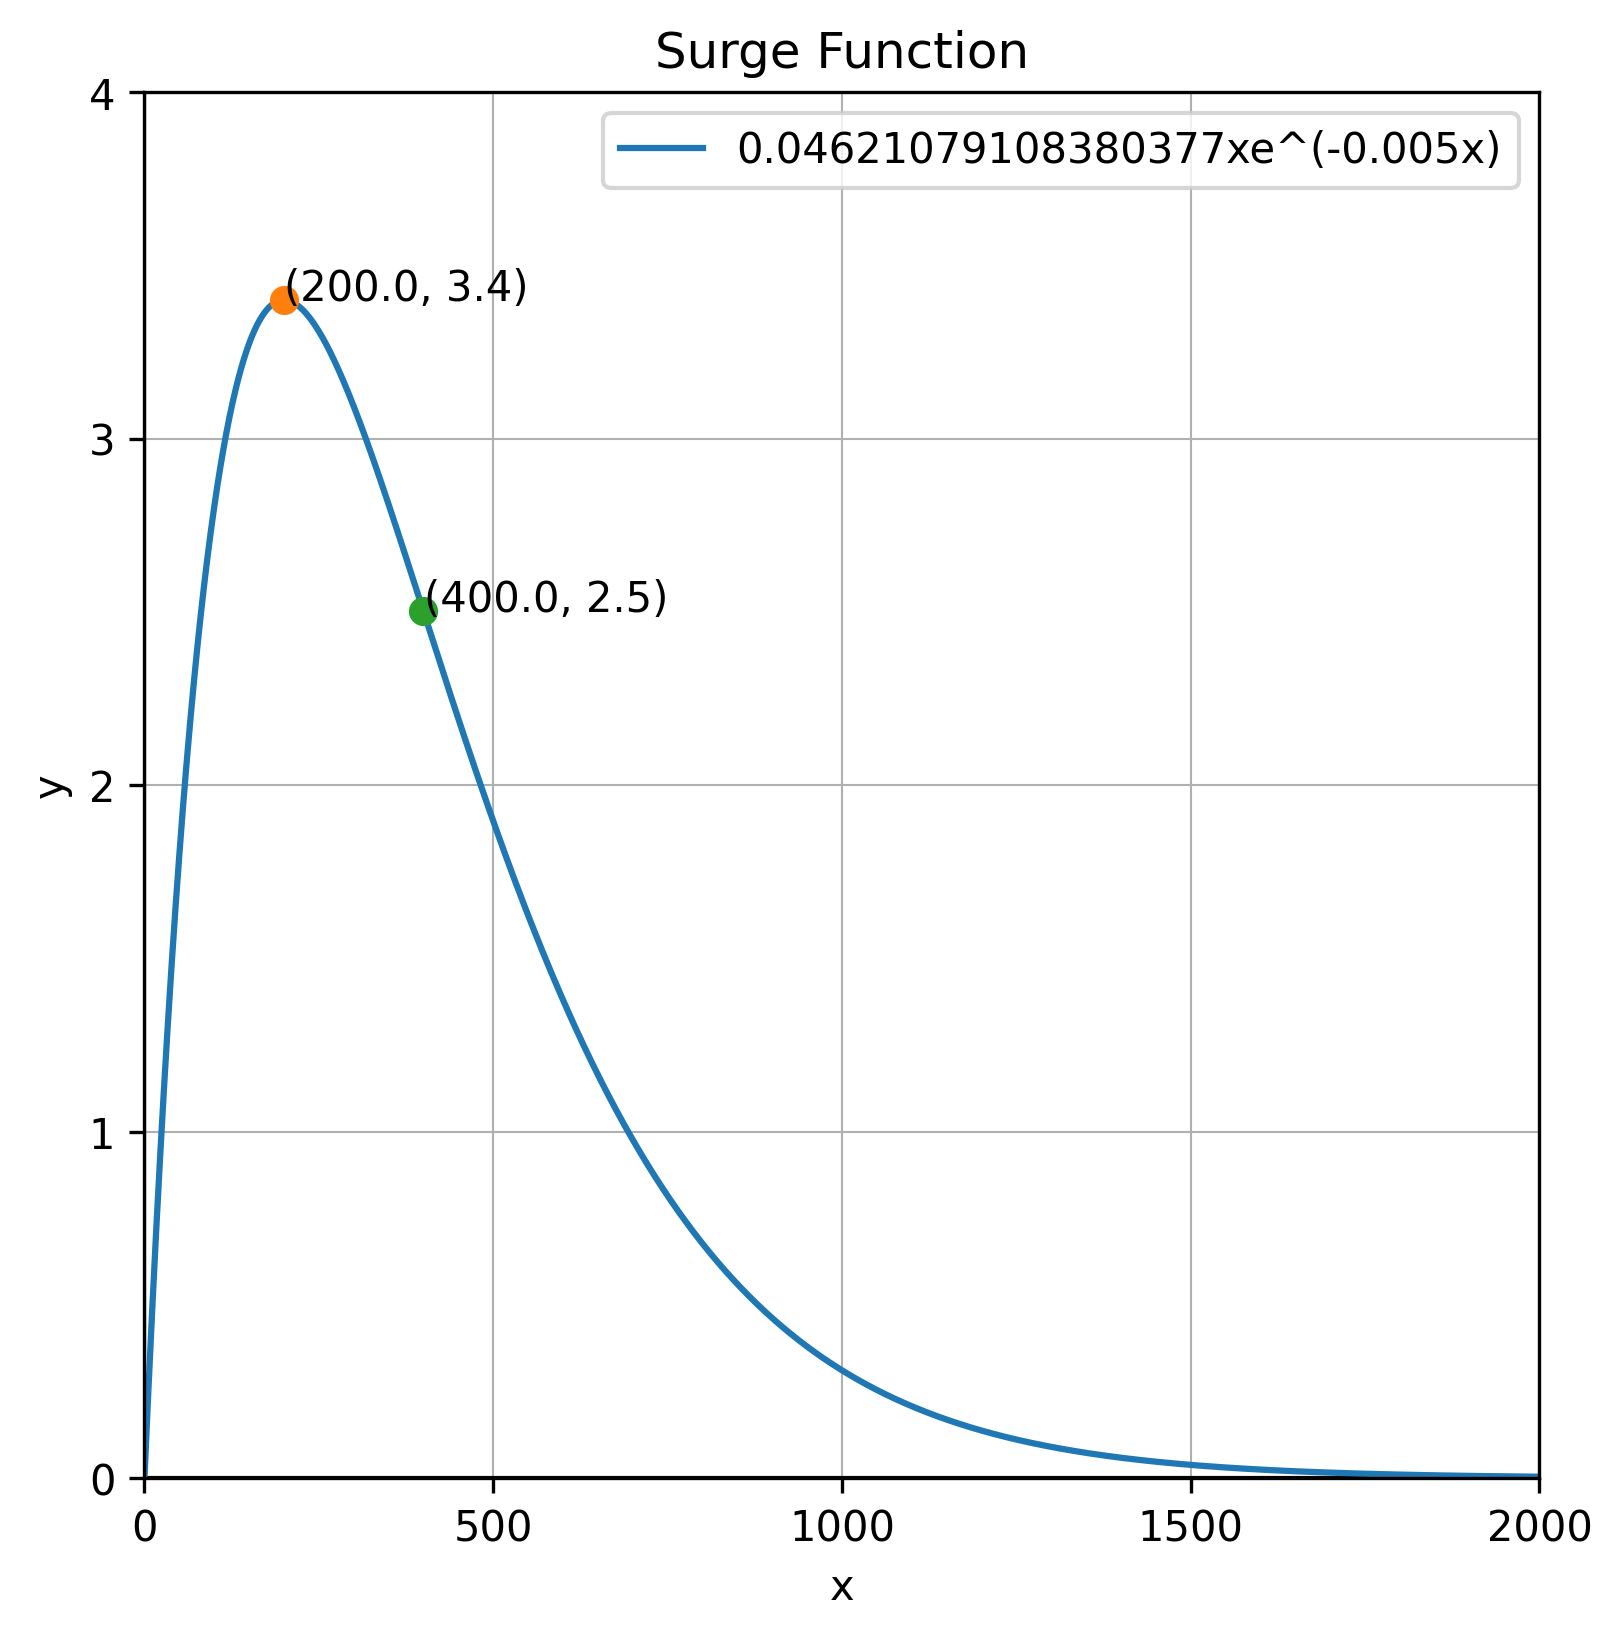 Surge Function
0.04621079108380377xe^(-0.005x)
(200.0, 3.4)
(400.0, 2.5)
y
4
3
2
1
0
0 500 1000 1500 2000
x